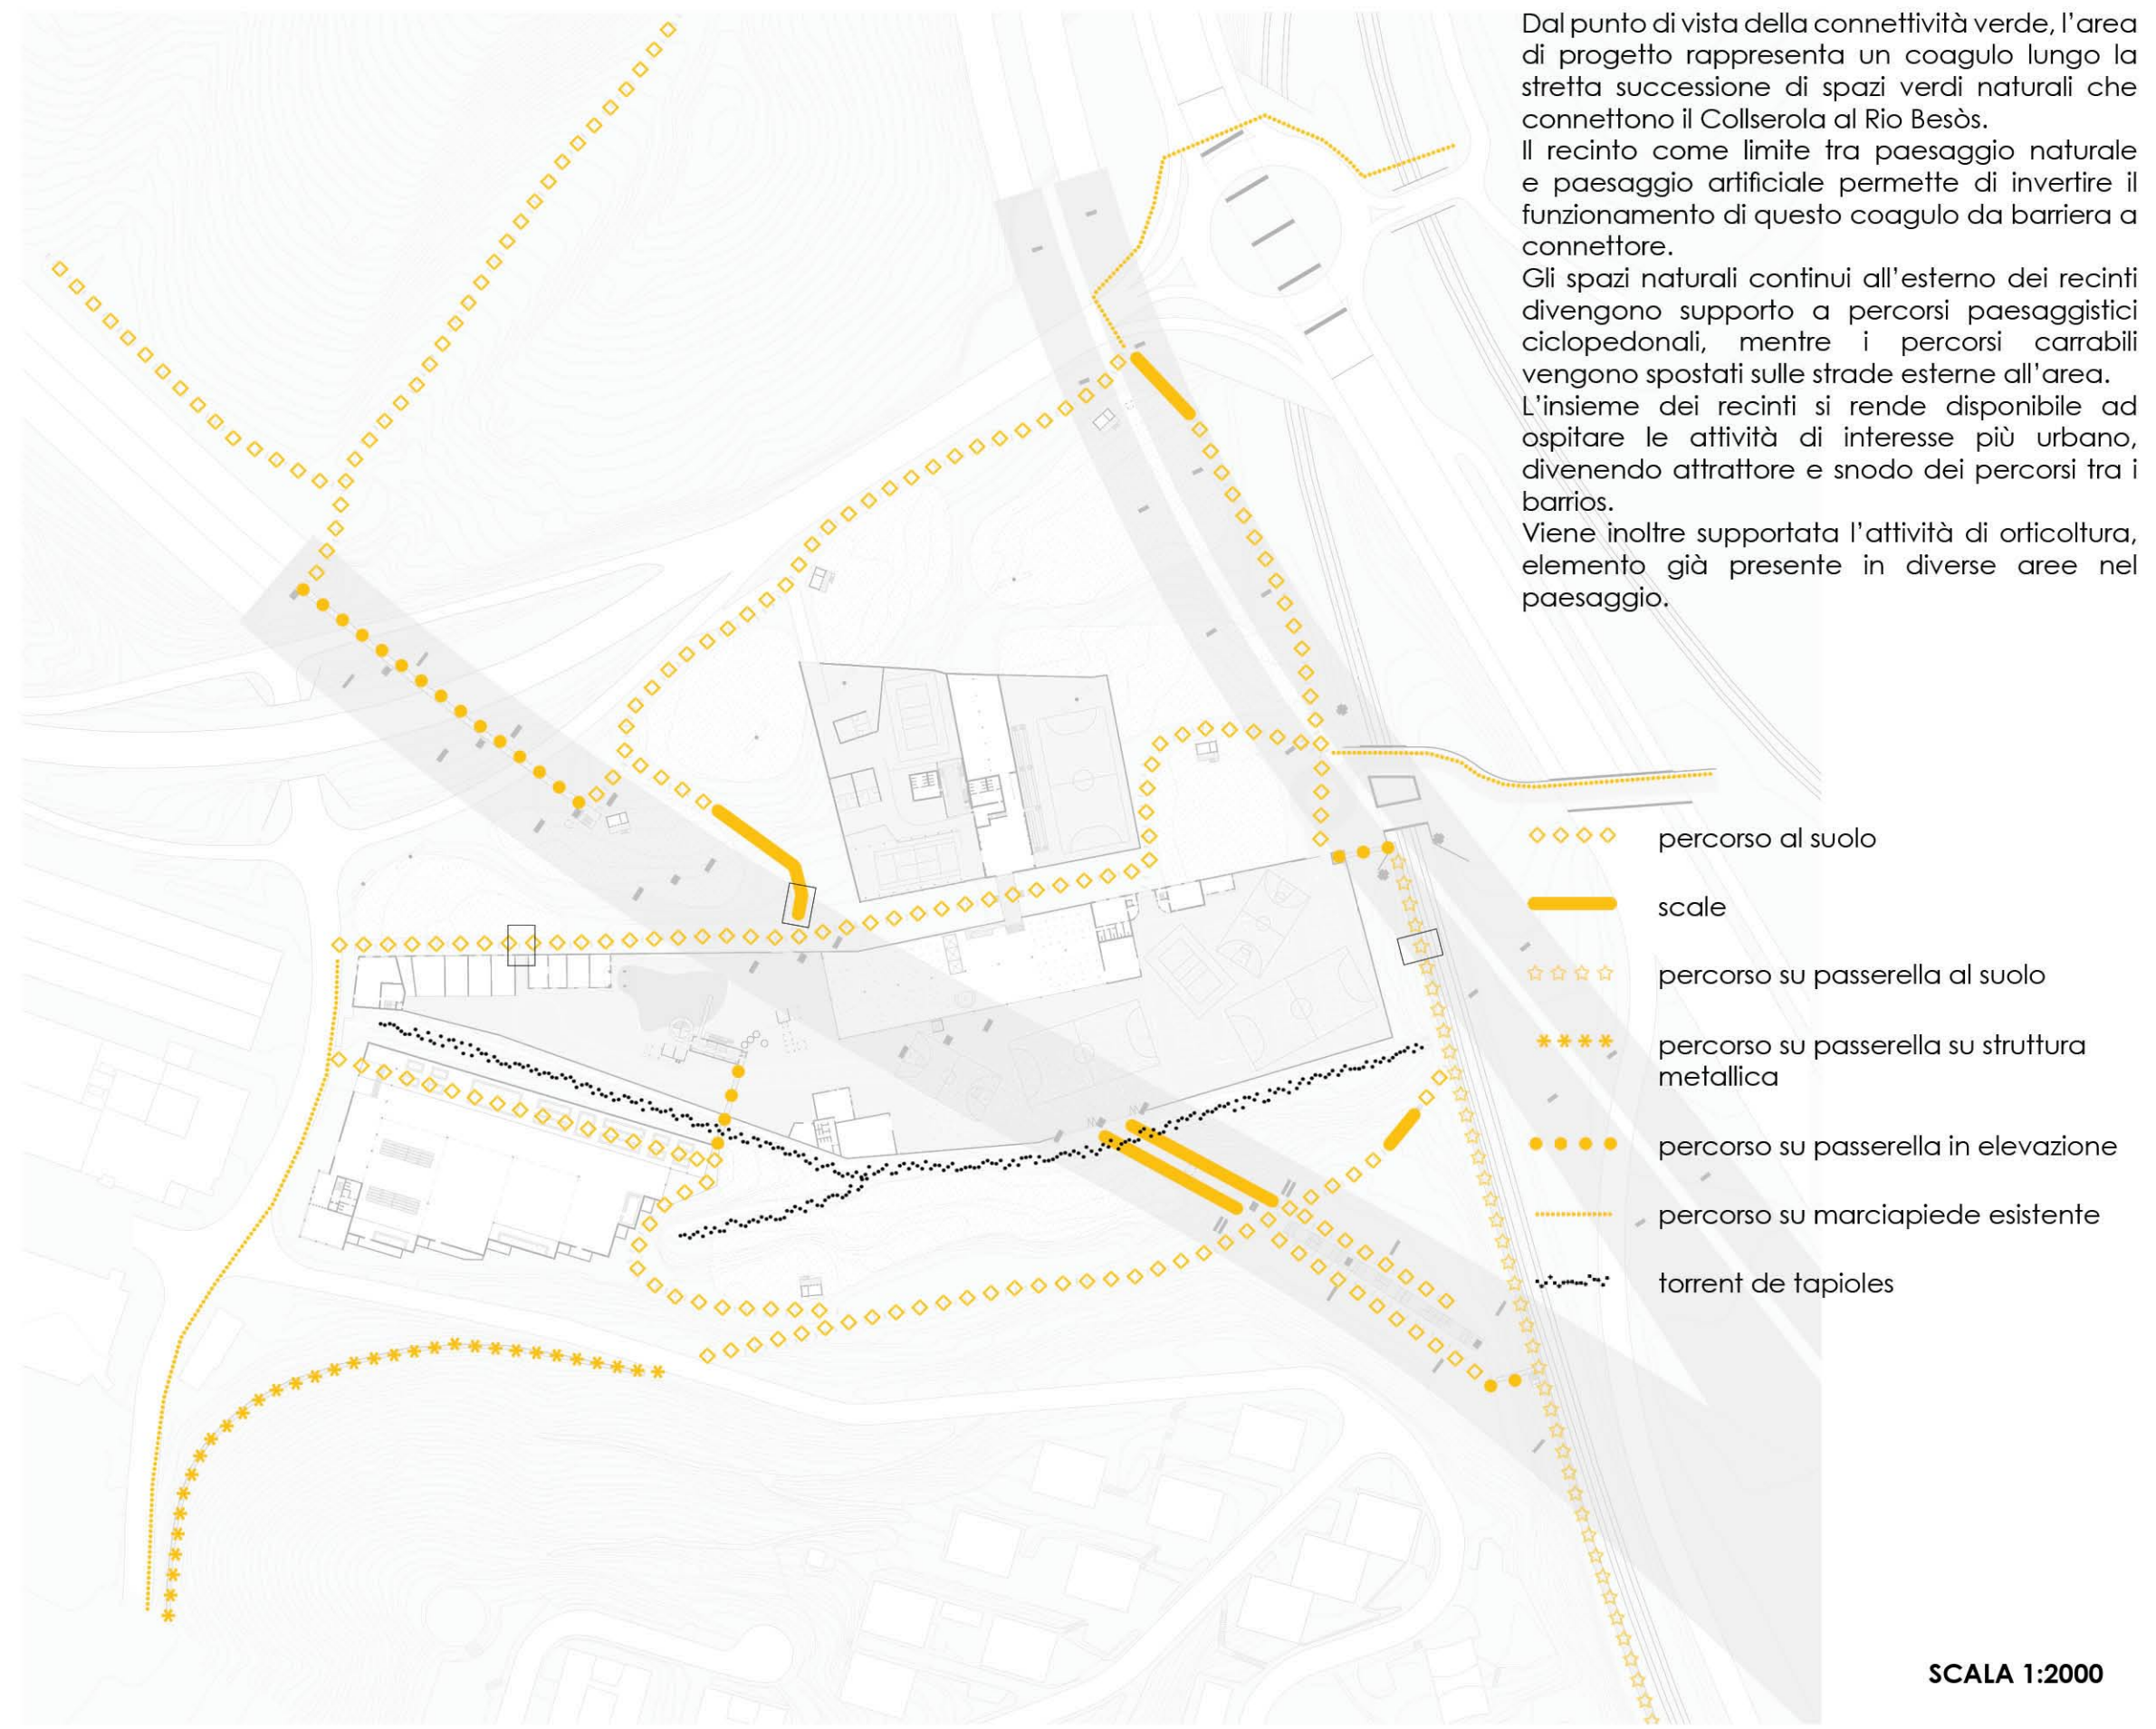 Dal punto di vista della connettività verde, l'area
di progetto rappresenta un coagulo lungo la
stretta successione di spazi verdi naturali che
connettono il Collserola al Rio Besòs.
Il recinto come limite tra paesaggio naturale
e paesaggio artificiale permette di invertire il
funzionamento di questo coagulo da barriera a
connettore.
Gli spazi naturali continui all'esterno dei recinti
divengono supporto a percorsi paesaggistici
ciclopedonali, mentre i percorsi carrabili
vengono spostati sulle strade esterne all'area.
L'insieme dei recinti si rende disponibile ad
ospitare le attività di interesse più urbano,
divenendo attrattore e snodo dei percorsi tra i
barrios.
Viene inoltre supportata l'attività di orticoltura,
elemento già presente in diverse aree nel
paesaggio.
percorso al suolo
scale
percorso su passerella al suolo
percorso su passerella su struttura
metallica
percorso su passerella in elevazione
percorso su marciapiede esistente
torrent de tapioles
SCALA 1:2000